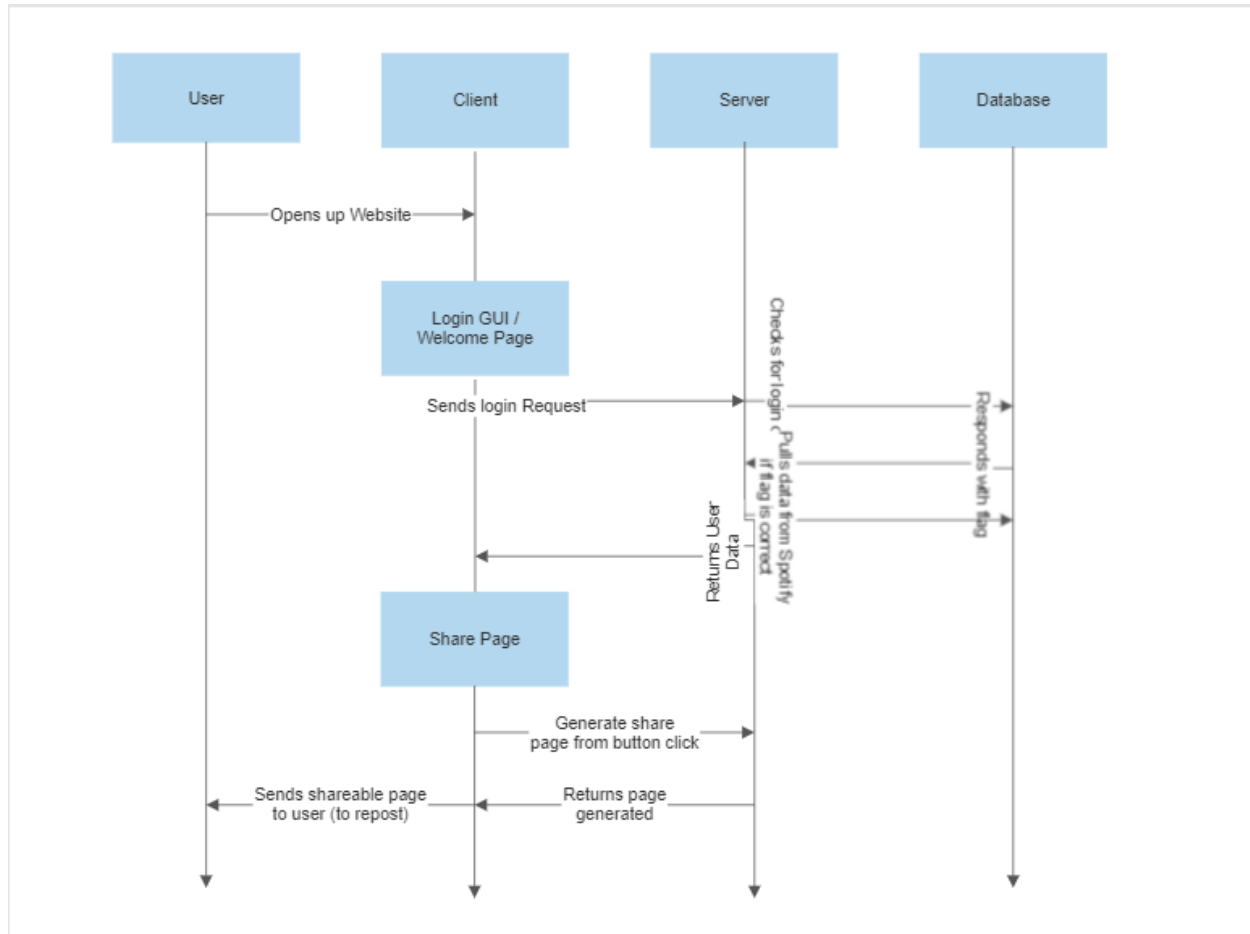 User
Client
Server
Database
Opens up Website
Login GUI /
Welcome Page
Checks for login
Sends login Request
Responds with flag
Pulls data from Spotify
if flag is correct
Returns User
Data
Share Page
Generate share
page from button click
Sends shareable page
to user (to repost)
Returns page
generated